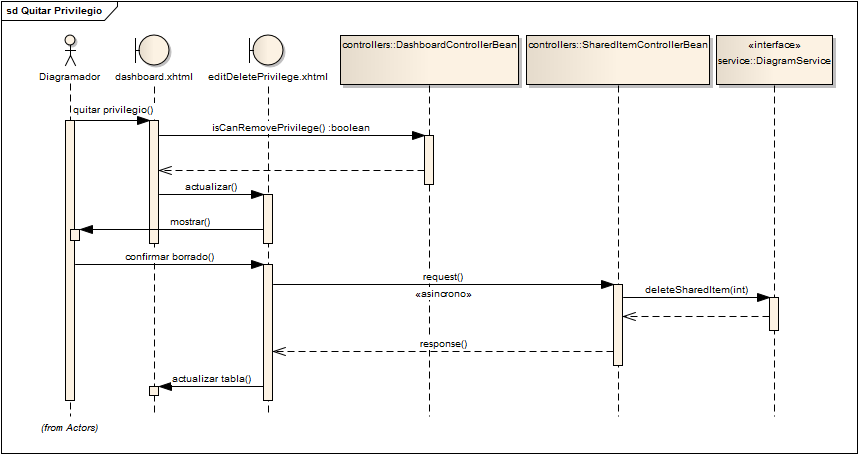 sd Quitar Privilegio
Diagramador
dashboard.xhtml
editDeletePrivilege.xhtml
controllers::DashboardControllerBean
controllers::SharedItemControllerBean
«interface»
service::DiagramService
quitar privilegio()
isCanRemovePrivilege() :boolean
actualizar()
mostrar()
confirmar borrado()
request()
«asincrono»
deleteSharedItem(int)
response()
actualizar tabla()
(from Actors)